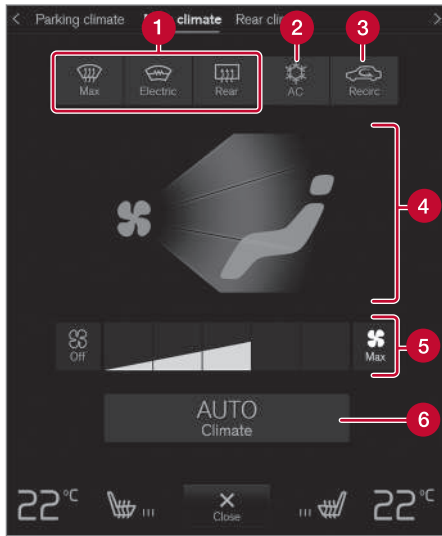 Parking climate climate Rear
1 2 3
Max Electric Rear AC Recirc
4
Off Max 5
AUTO 6
Climate
22°C Close 22°C